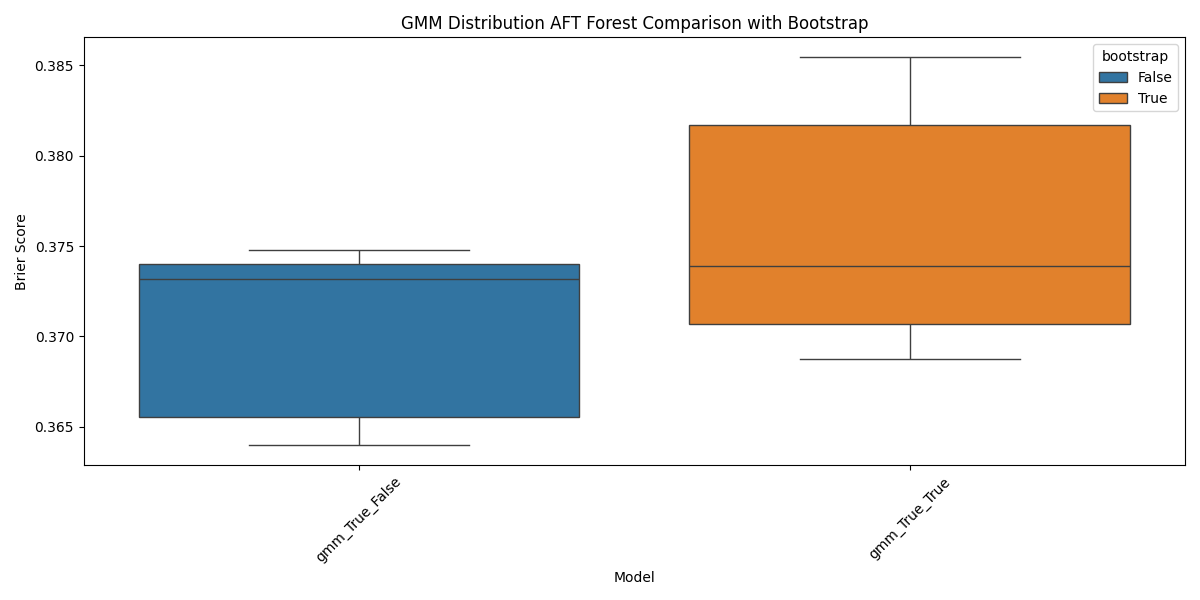 GMM Distribution AFT Forest Comparison with Bootstrap
bootstrap
False
True
Brier Score
0.385
0.380
0.375
0.370
0.365
gmm_True_False
gmm_True_True
Model